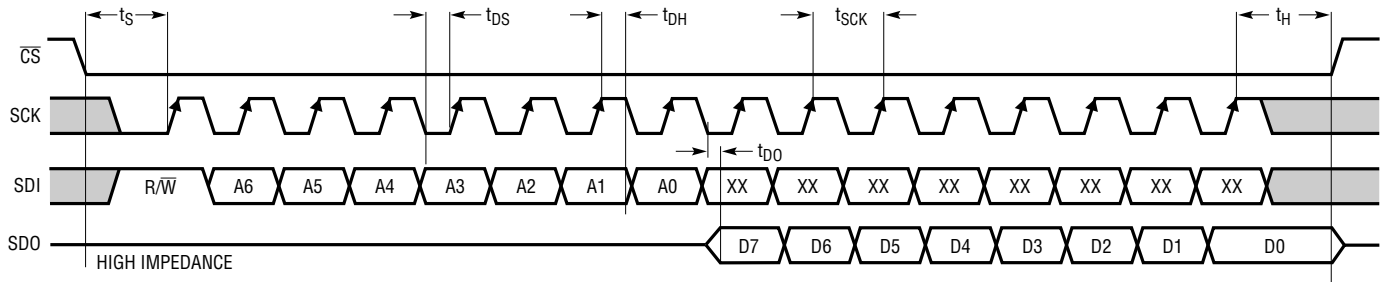 tS tDS tDH tSCK tH
CS
SCK
tDO
SDI R/W A6 A5 A4 A3 A2 A1 A0 XX XX XX XX XX XX XX XX
SDO D7 D6 D5 D4 D3 D2 D1 D0
HIGH IMPEDANCE